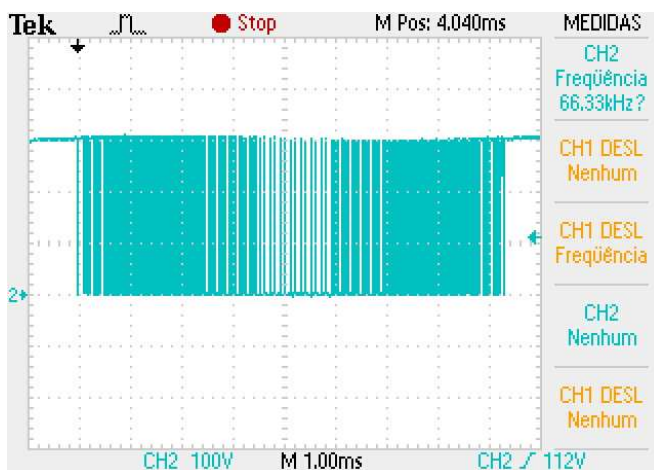 Tek
Stop
M Pos: 4.040ms
MEDIDAS
CH2
Freqüência
66.33kHz?
CH1 DESL
Nenhum
CH1 DESL
Freqüência
2
CH2
Nenhum
CH1 DESL
Nenhum
CH2 100V
M 1.00ms
CH2
112V